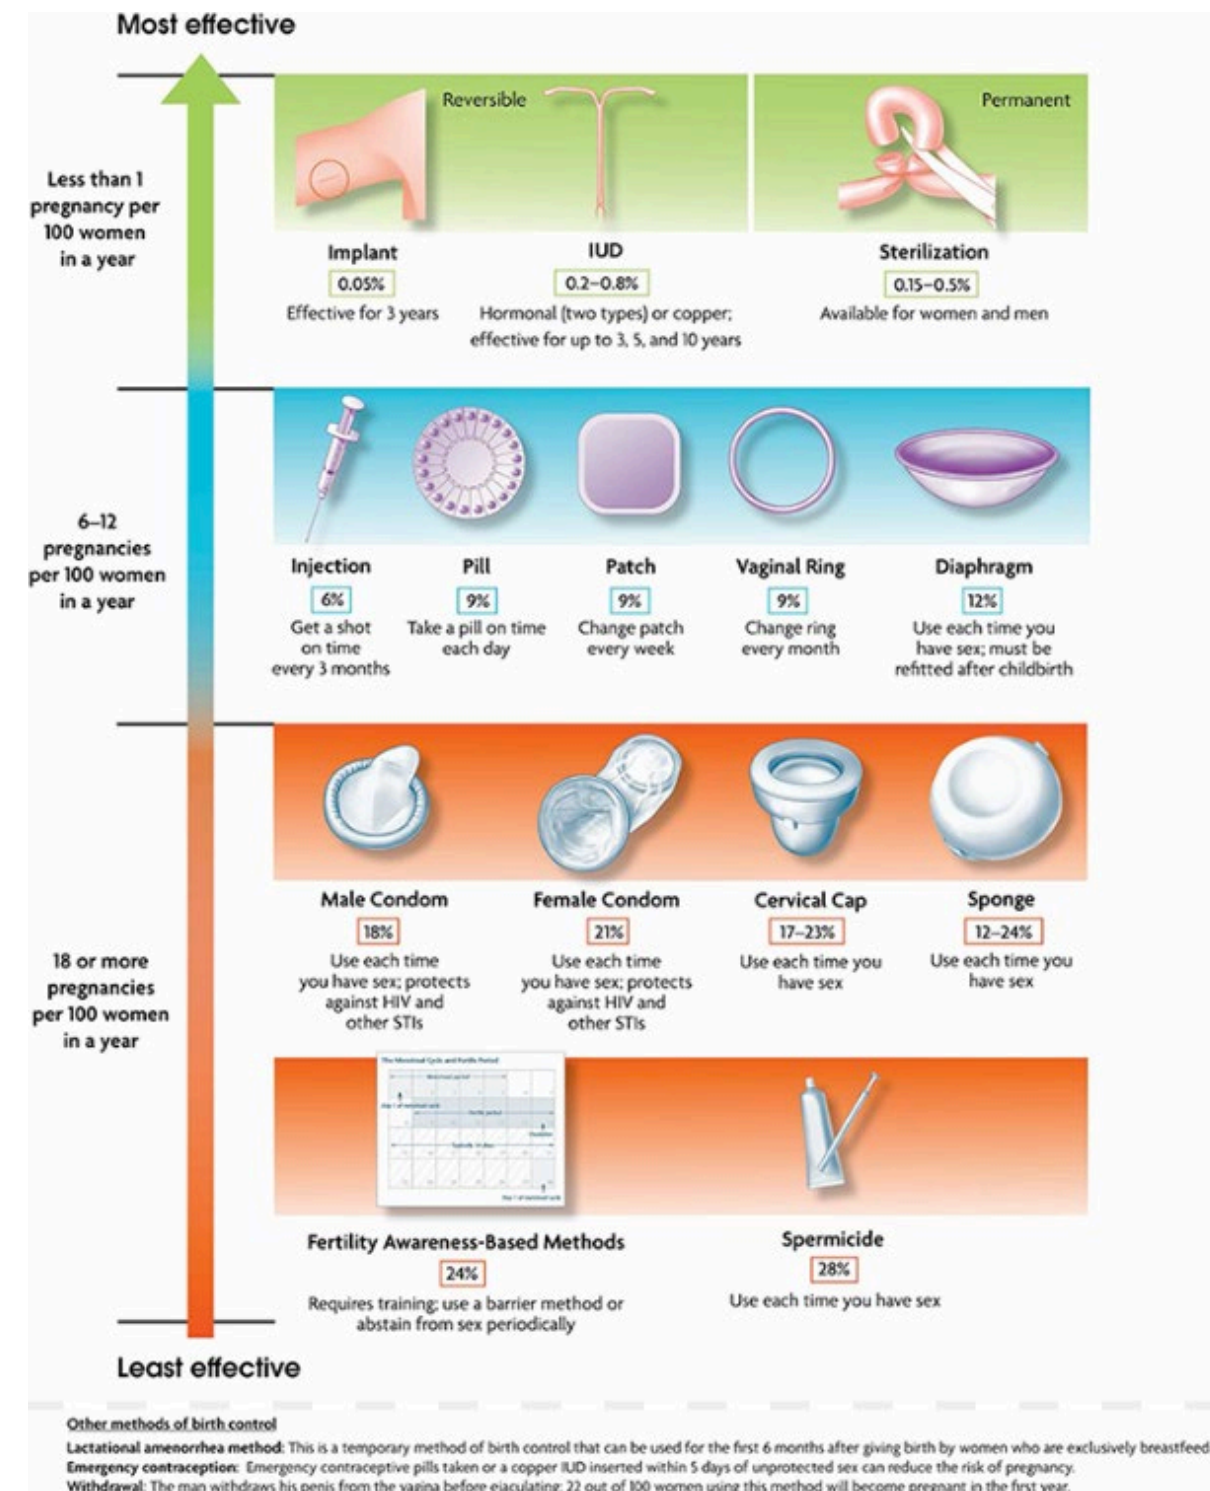 Most effective
Less than 1
pregnancy per
100 women
in a year
Reversible
Permanent
Implant
0.05%
Effective for 3 years
IUD
0.2–0.8%
Hormonal (two types) or copper;
effective for up to 3, 5, and 10 years
Sterilization
0.15–0.5%
Available for women and men
6–12
pregnancies
per 100 women
in a year
Injection
6%
Get a shot
on time
every 3 months
Pill
9%
Take a pill on time
each day
Patch
9%
Change patch
every week
Vaginal Ring
9%
Change ring
every month
Diaphragm
12%
Use each time you
have sex; must be
refitted after childbirth
18 or more
pregnancies
per 100 women
in a year
Male Condom
18%
Use each time
you have sex; protects
against HIV and
other STIs
Female Condom
21%
Use each time
you have sex; protects
against HIV and
other STIs
Cervical Cap
17–23%
Use each time you
have sex
Sponge
12–24%
Use each time you
have sex
The Menstrual Cycle and Fertile Period
Fertility Awareness-Based Methods
24%
Requires training; use a barrier method or
abstain from sex periodically
Spermicide
28%
Use each time you have sex
Least effective
Other methods of birth control
Lactational amenorrhea method: This is a temporary method of birth control that can be used for the first 6 months after giving birth by women who are exclusively breastfeed
Emergency contraception: Emergency contraceptive pills taken or a copper IUD inserted within 5 days of unprotected sex can reduce the risk of pregnancy.
Withdrawal: The man withdraws his penis from the vagina before ejaculating; 22 out of 100 women using this method will become pregnant in the first year.